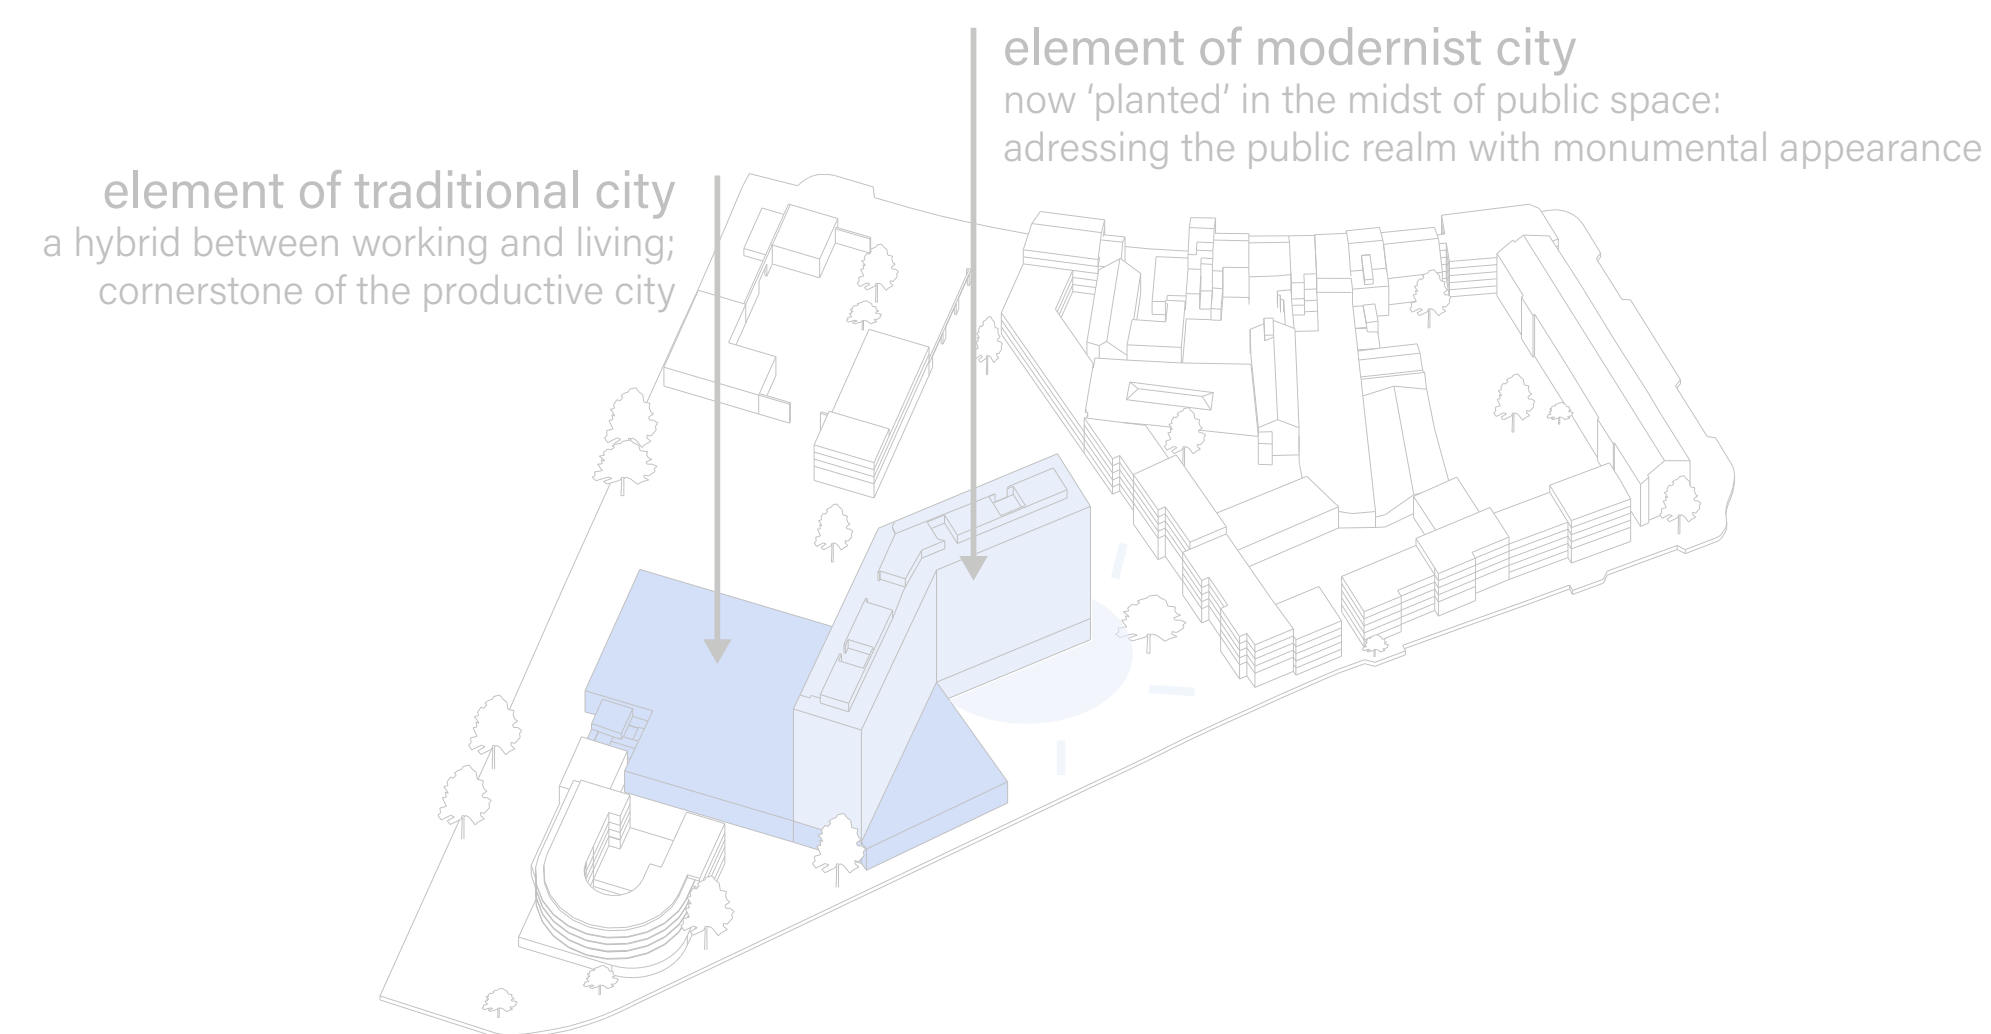 element of modernist city
now ‘planted’ in the midst of public space:
adressing the public realm with monumental appearance
element of traditional city
a hybrid between working and living;
cornerstone of the productive city